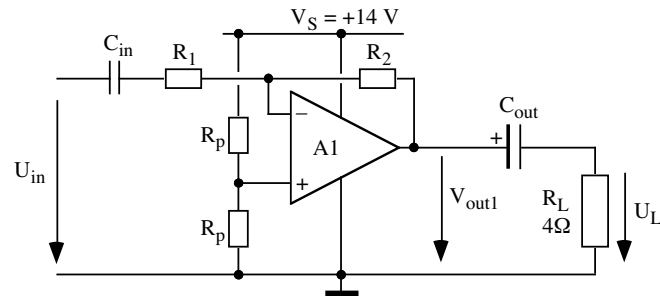 V_S = +14 V
C_in
R_1
R_2
C_out
−
R_p
A1
+
U_in
+
V_out1
R_L
4Ω
U_L
R_p